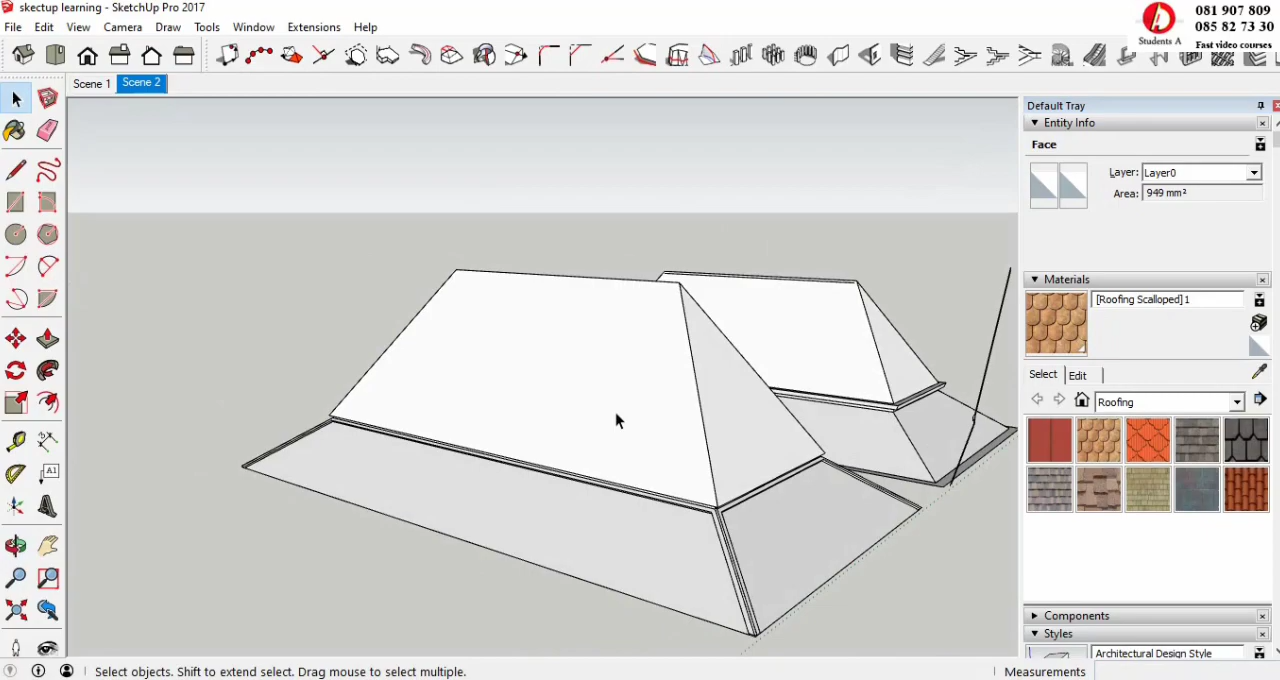 skectup learning - SketchUp Pro 2017
File Edit View Camera Draw Tools Window Extensions Help
Students A
081 907 809
085 82 73 30
Fast video courses
Scene 1 Scene 2
A1
Default Tray
Entity Info
Face
Layer: Layer0
Area: 949 mm²
Materials
[Roofing Scalloped]1
Select Edit
Roofing
Components
Styles
Architectural Design Style
Select objects. Shift to extend select. Drag mouse to select multiple.
Measurements